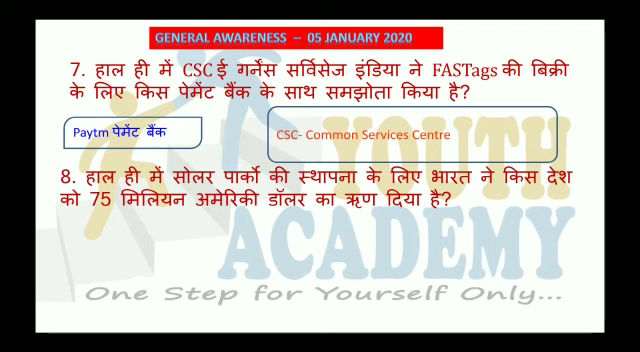 GENERAL AWARENESS – 05 JANUARY 2020
7. हाल ही में CSC ई गर्नेंस सर्विसेज इंडिया ने FASTags की बिक्री
के लिए किस पेमेंट बैंक के साथ समझोता किया है?
Paytm पेमेंट बैंक
CSC- Common Services Centre
8. हाल ही में सोलर पार्को की स्थापना के लिए भारत ने किस देश
को 75 मिलियन अमेरिकी डॉलर का ऋण दिया है?
YOUTH
ACADEMY
One Step for Yourself Only...